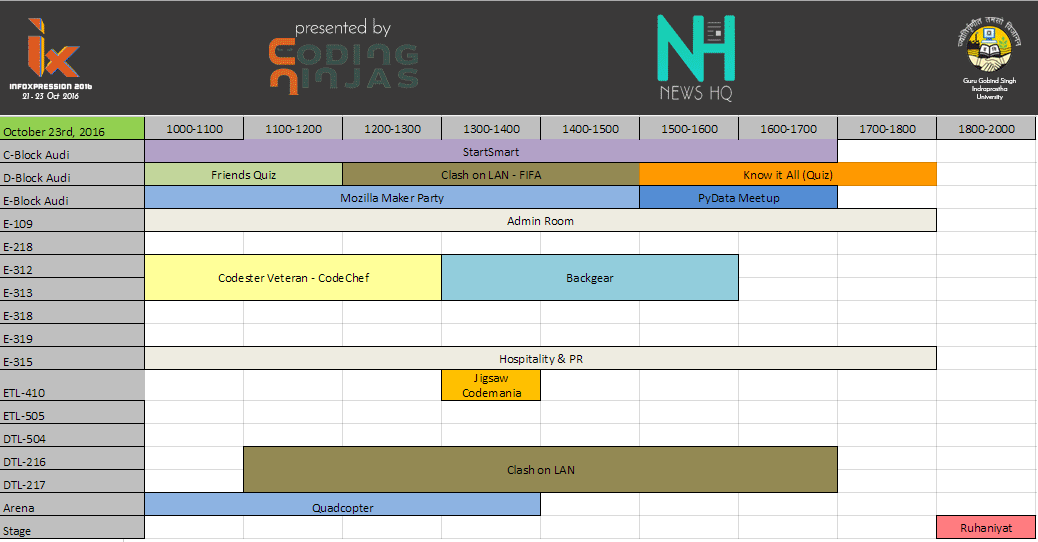 iX
INFOXPRESSION 2016
21 - 23 Oct 2016
presented by
CODING
NINJAS
NH
NEWS HQ
ज्योतिर्वृणीत तमसो विजानन
Guru Gobind Singh
Indraprastha
University
October 23rd, 2016 1000-1100 1100-1200 1200-1300 1300-1400 1400-1500 1500-1600 1600-1700 1700-1800 1800-2000
C-Block Audi StartSmart
D-Block Audi Friends Quiz Clash on LAN - FIFA Know it All (Quiz)
E-Block Audi Mozilla Maker Party PyData Meetup
E-109 Admin Room
E-218
E-312 Codester Veteran - CodeChef Backgear
E-313
E-318
E-319
E-315 Hospitality & PR
Jigsaw
ETL-410 Codemania
ETL-505
DTL-504
DTL-216 Clash on LAN
DTL-217
Arena Quadcopter
Stage Ruhaniyat